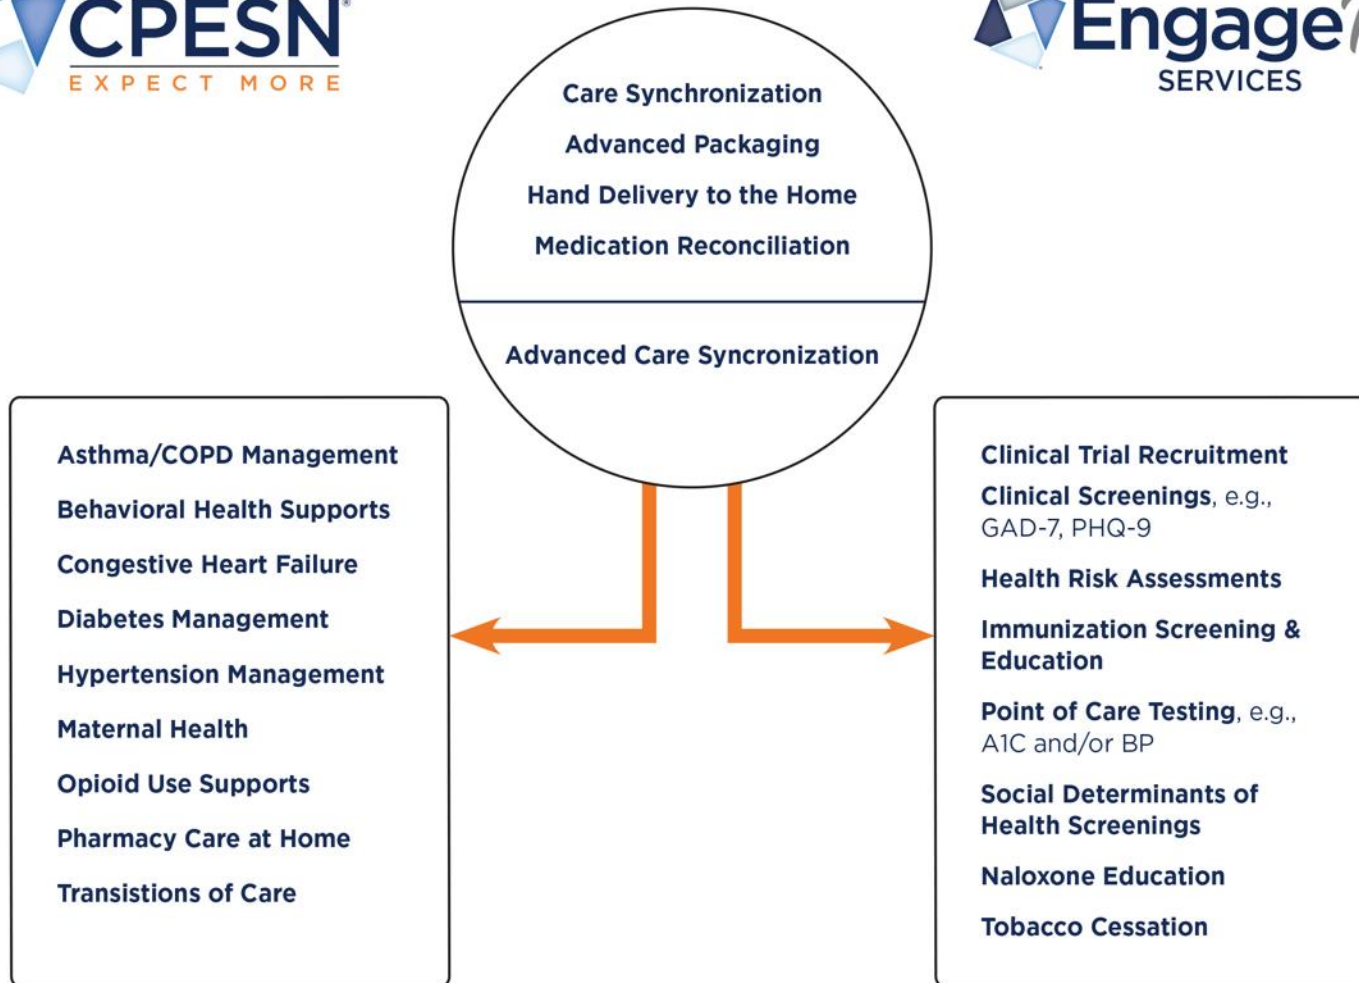 CPESN®
EXPECT MORE
Engage
SERVICES
Care Synchronization
Advanced Packaging
Hand Delivery to the Home
Medication Reconciliation
Advanced Care Syncronization
Asthma/COPD Management
Behavioral Health Supports
Congestive Heart Failure
Diabetes Management
Hypertension Management
Maternal Health
Opioid Use Supports
Pharmacy Care at Home
Transistions of Care
Clinical Trial Recruitment
Clinical Screenings, e.g.,
GAD-7, PHQ-9
Health Risk Assessments
Immunization Screening &
Education
Point of Care Testing, e.g.,
A1C and/or BP
Social Determinants of
Health Screenings
Naloxone Education
Tobacco Cessation